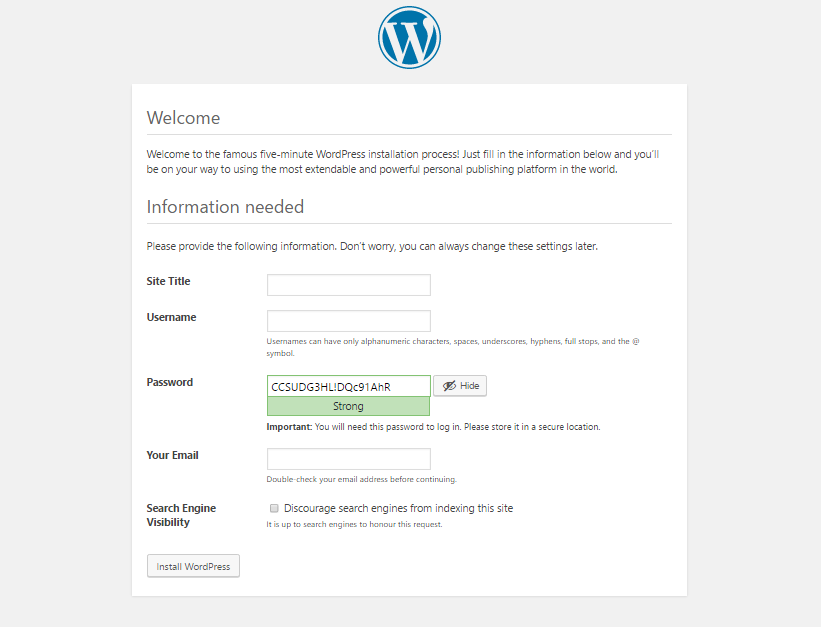 Welcome
Welcome to the famous five-minute WordPress installation process! Just fill in the information below and you'll
be on your way to using the most extendable and powerful personal publishing platform in the world.
Information needed
Please provide the following information. Don't worry, you can always change these settings later.
Site Title
Username
Usernames can have only alphanumeric characters, spaces, underscores, hyphens, full stops, and the @
symbol.
Password
CCSUDG3HL!DQc91AhR
Hide
Strong
Important: You will need this password to log in. Please store it in a secure location.
Your Email
Double-check your email address before continuing.
Search Engine
Visibility
Discourage search engines from indexing this site
It is up to search engines to honour this request.
Install WordPress